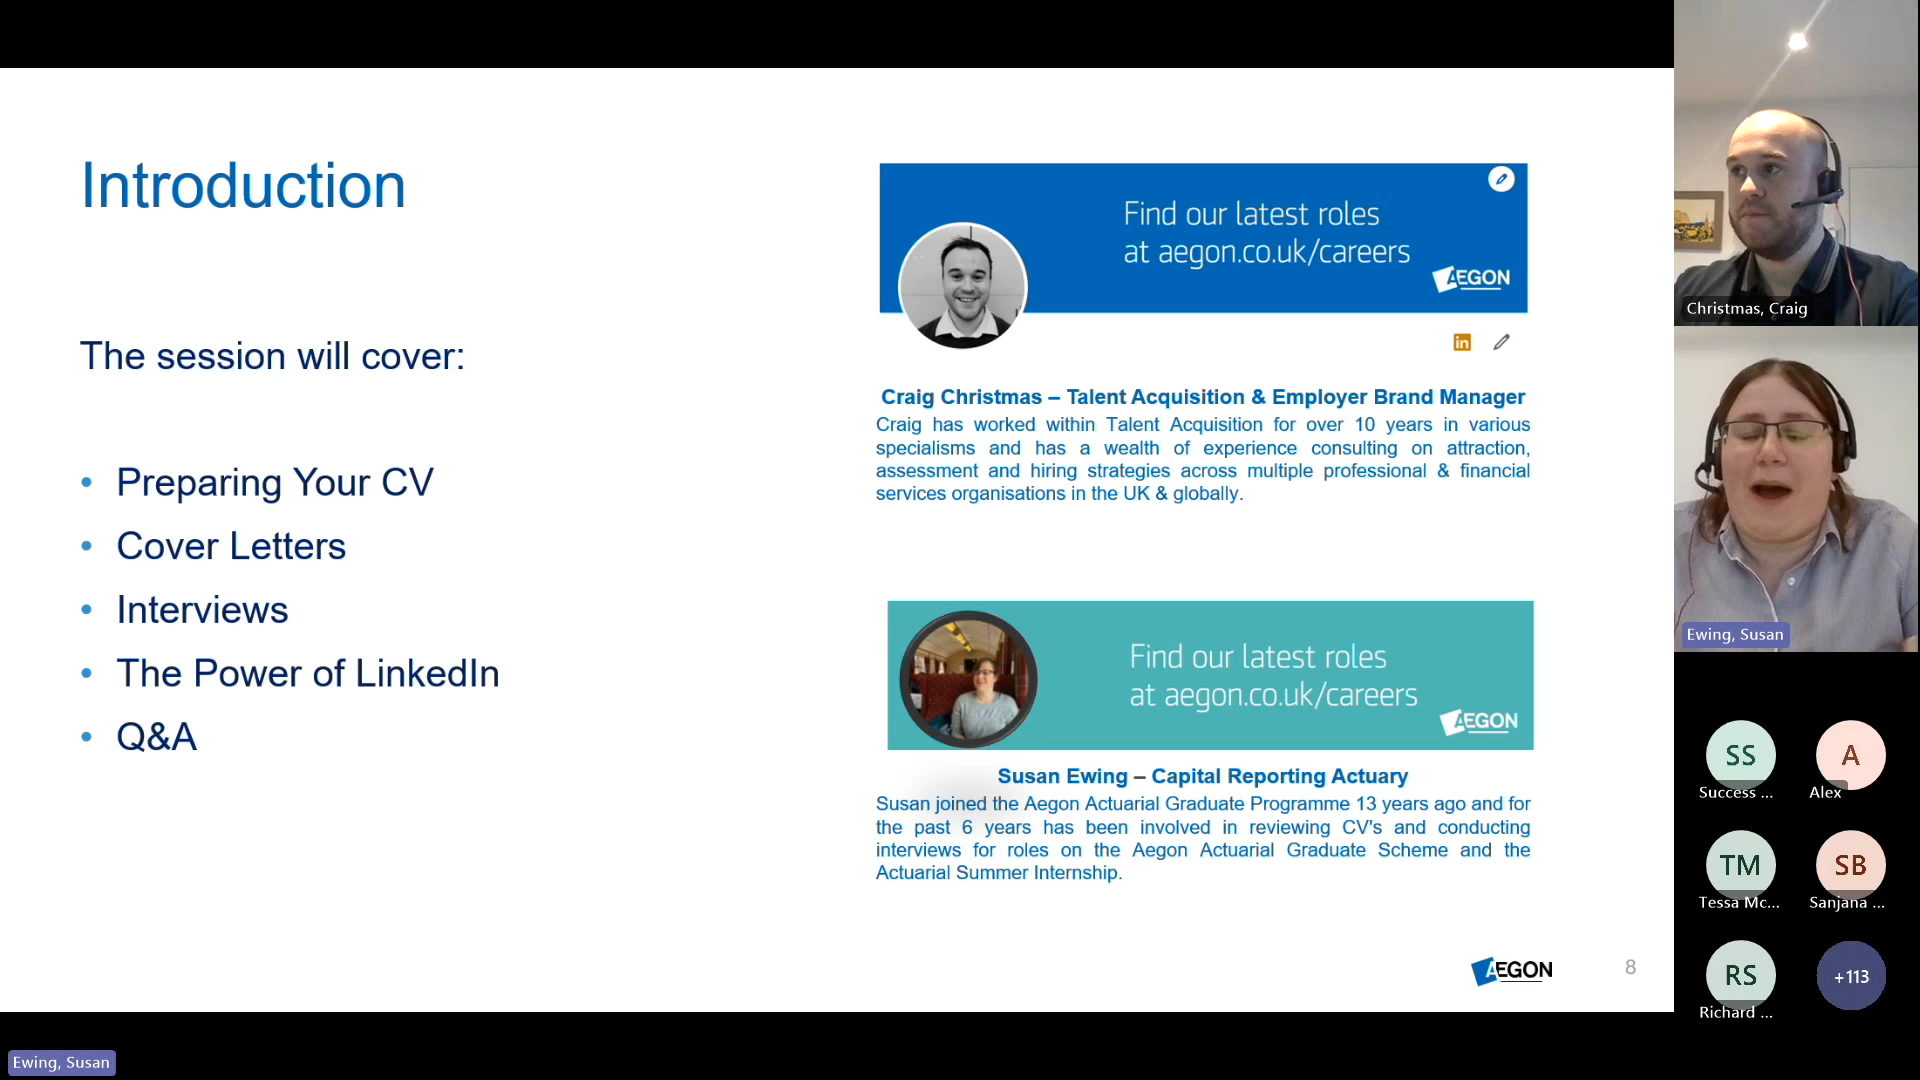 Introduction
The session will cover:
• Preparing Your CV
• Cover Letters
• Interviews
• The Power of LinkedIn
• Q&A
Find our latest roles
at aegon.co.uk/careers
AEGON
in
Craig Christmas – Talent Acquisition & Employer Brand Manager
Craig has worked within Talent Acquisition for over 10 years in various
specialisms and has a wealth of experience consulting on attraction,
assessment and hiring strategies across multiple professional & financial
services organisations in the UK & globally.
Find our latest roles
at aegon.co.uk/careers
AEGON
Susan Ewing – Capital Reporting Actuary
Susan joined the Aegon Actuarial Graduate Programme 13 years ago and for
the past 6 years has been involved in reviewing CV's and conducting
interviews for roles on the Aegon Actuarial Graduate Scheme and the
Actuarial Summer Internship.
AEGON
8
Christmas, Craig
Ewing, Susan
SS
Success ...
A
Alex
TM
Tessa Mc...
SB
Sanjana ...
RS
Richard ...
+113
Ewing, Susan